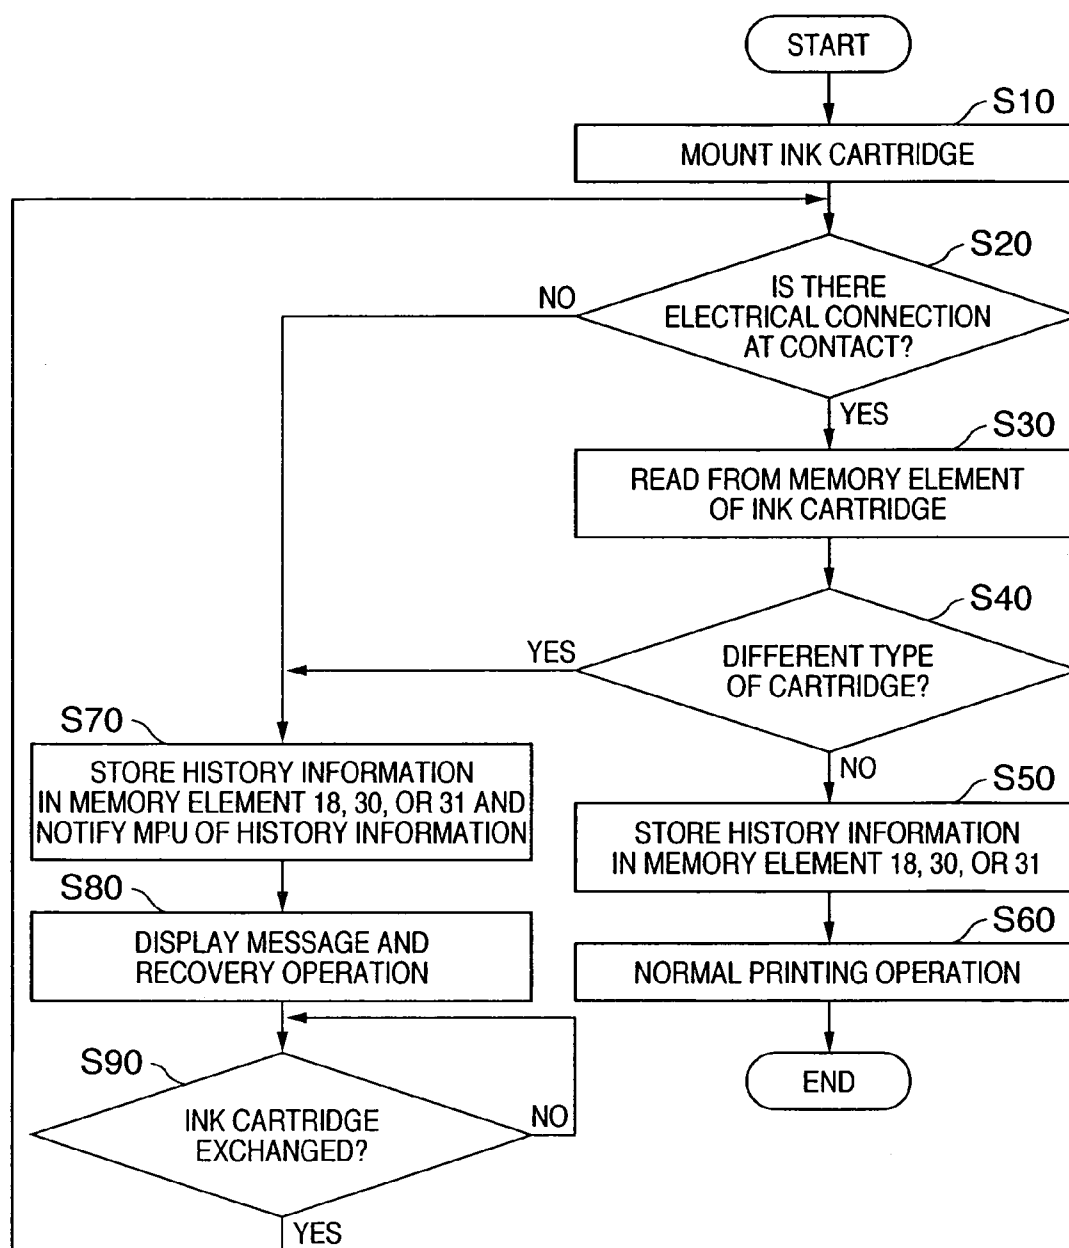 START
S10
MOUNT INK CARTRIDGE
S20
IS THERE
ELECTRICAL CONNECTION
AT CONTACT?
NO
YES
S30
READ FROM MEMORY ELEMENT
OF INK CARTRIDGE
S40
DIFFERENT TYPE
OF CARTRIDGE?
YES
NO
S70
STORE HISTORY INFORMATION
IN MEMORY ELEMENT 18, 30, OR 31 AND
NOTIFY MPU OF HISTORY INFORMATION
S50
STORE HISTORY INFORMATION
IN MEMORY ELEMENT 18, 30, OR 31
S80
DISPLAY MESSAGE AND
RECOVERY OPERATION
S60
NORMAL PRINTING OPERATION
S90
INK CARTRIDGE
EXCHANGED?
NO
YES
END